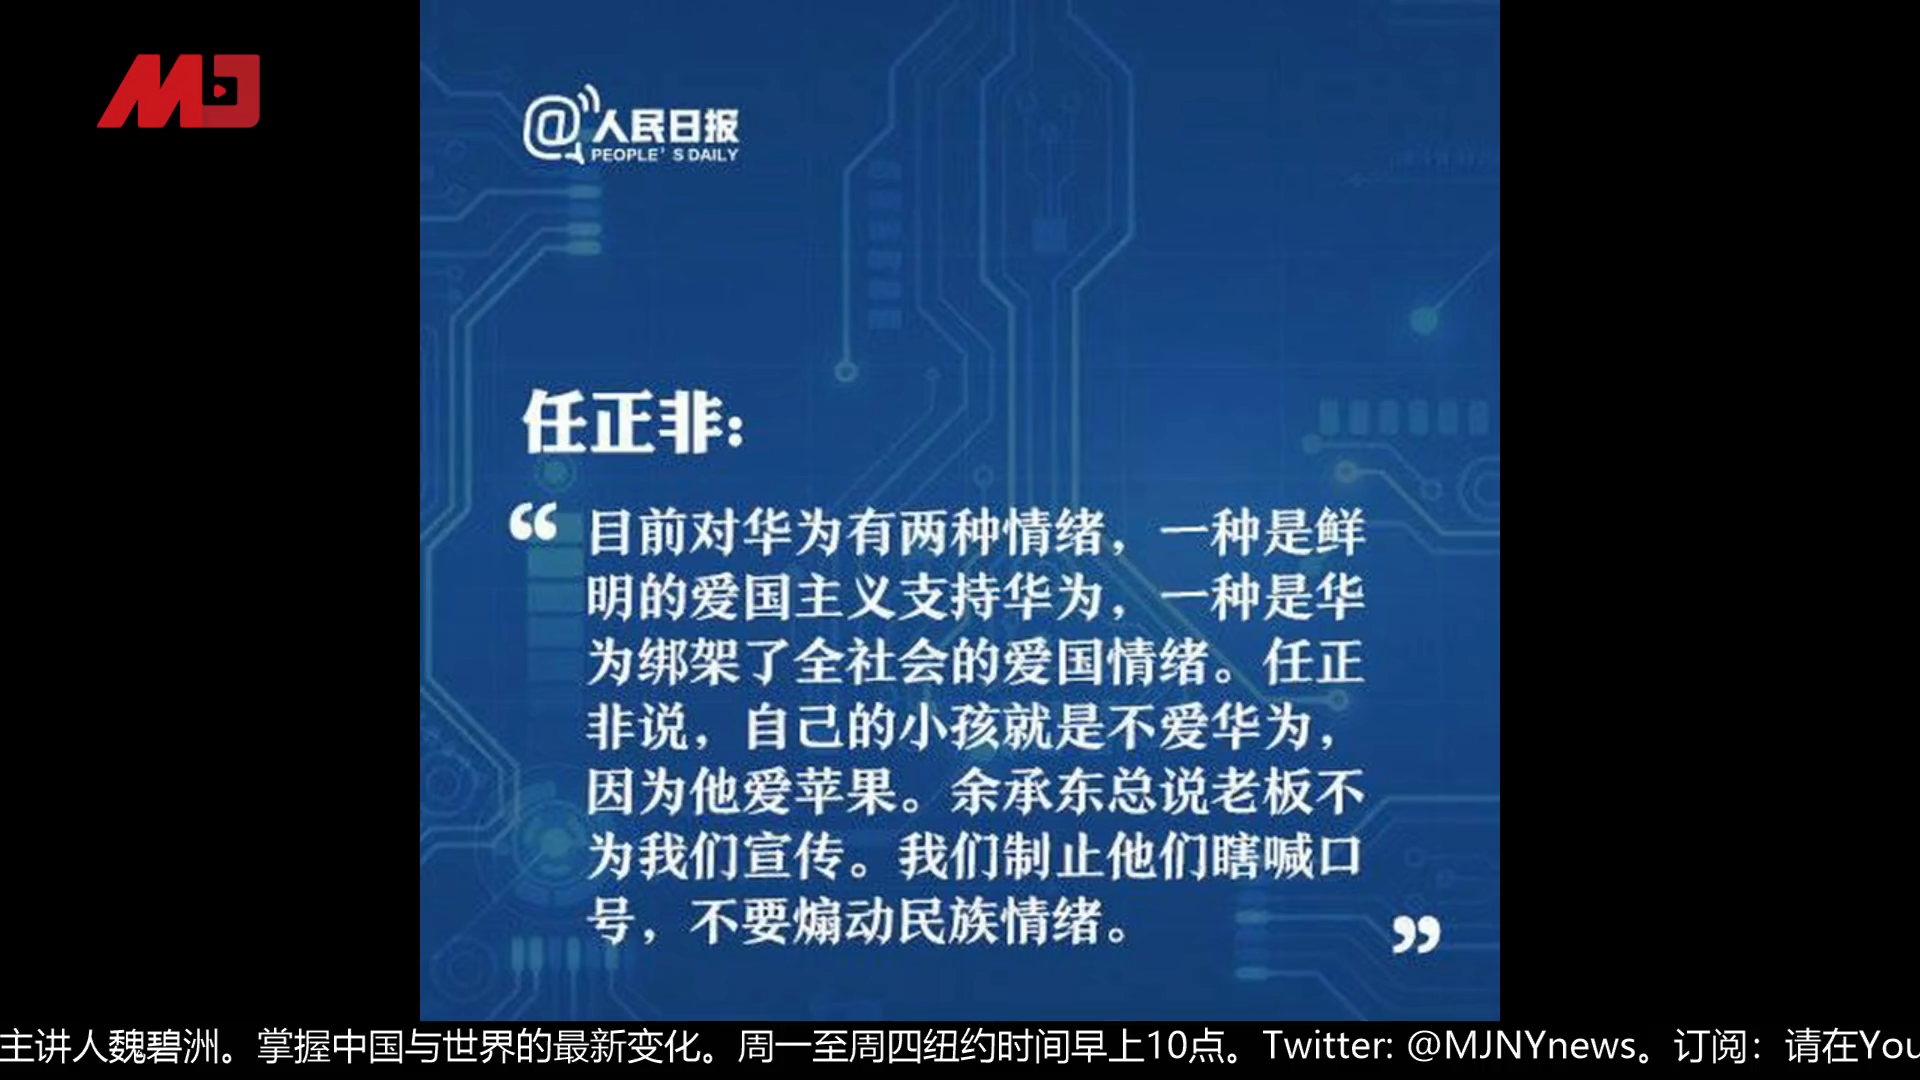 MJ
@人民日报
PEOPLE'S DAILY
任正非:
“目前对华为有两种情绪，一种是鲜
明的爱国主义支持华为，一种是华
为绑架了全社会的爱国情绪。任正
非说，自己的小孩就是不爱华为，
因为他爱苹果。余承东总说老板不
为我们宣传。我们制止他们瞎喊口
号，不要煽动民族情绪。”
主讲人魏碧洲。掌握中国与世界的最新变化。周一至周四纽约时间早上10点。Twitter: @MJNYnews。订阅：请在You